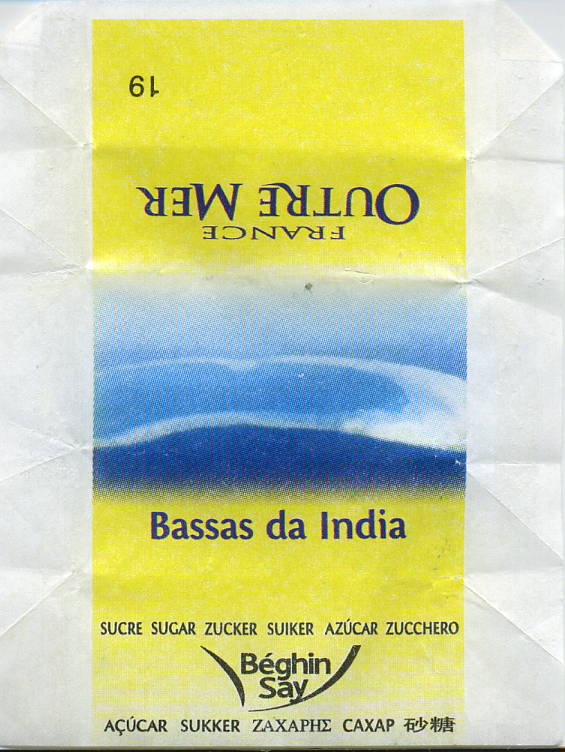 19
FRANCE
OUTRE MER
Bassas da India
SUCRE SUGAR ZUCKER SUIKER AZÚCAR ZUCCHERO
Béghin
Say
AÇÚCAR SUKKER ΖΑΧΑΡΗΣ САХАР 砂糖